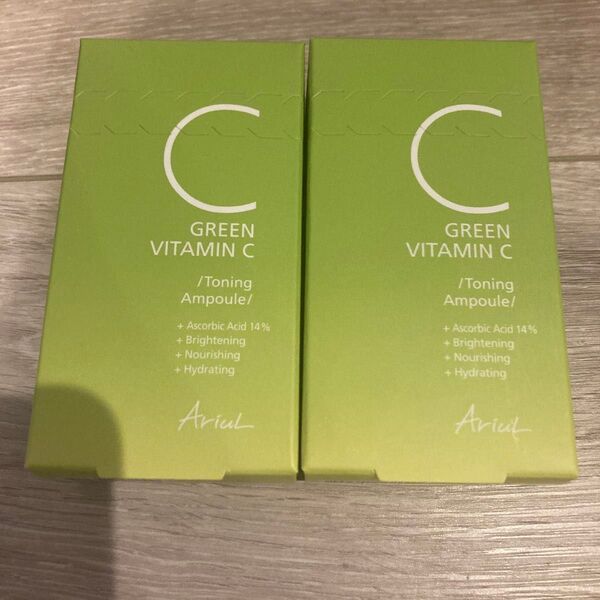 C
GREEN
VITAMIN C
/Toning
Ampoule/
+ Ascorbic Acid 14%
+ Brightening
+ Nourishing
+ Hydrating
Ariul
C
GREEN
VITAMIN C
/Toning
Ampoule/
+ Ascorbic Acid 14%
+ Brightening
+ Nourishing
+ Hydrating
Ariul